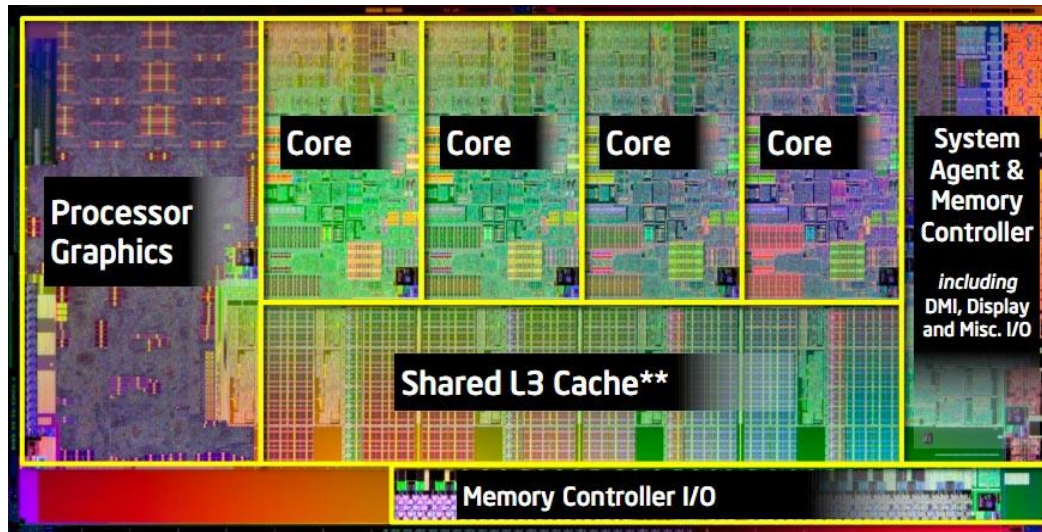 Processor
Graphics
Core
Core
Core
Core
System
Agent &
Memory
Controller
including
DMI, Display
and Misc. I/O
Shared L3 Cache**
Memory Controller I/O